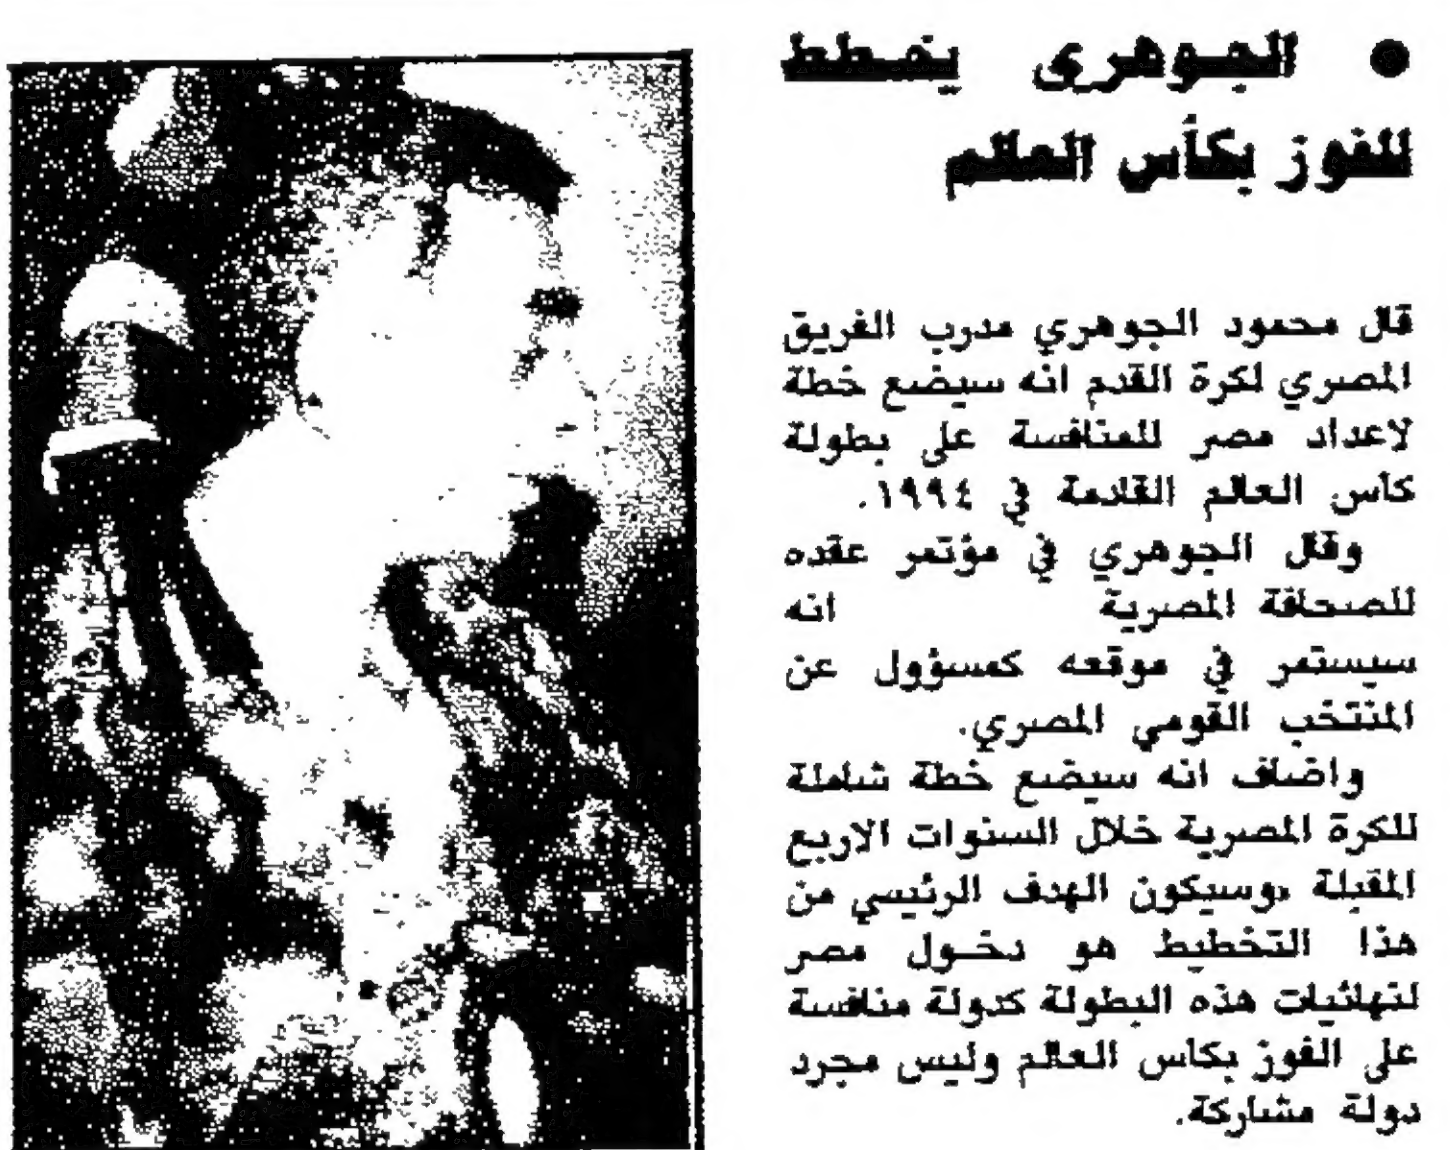 ● الجوهرى يخطط
للفوز بكأس العالم
قال محمود الجوهري مدرب الفريق
المصري لكرة القدم انه سيضع خطة
لاعداد مصر للمنافسة على بطولة
كأس العالم القادمة في ١٩٩٤.
وقال الجوهري في مؤتمر عقده
للصحافة المصرية انه
سيستمر في موقعه كمسؤول عن
المنتخب القومي المصري.
واضاف انه سيضع خطة شاملة
للكرة المصرية خلال السنوات الاربع
المقبلة ،وسيكون الهدف الرئيسي من
هذا التخطيط هو دخول مصر
لنهائيات هذه البطولة كدولة منافسة
على الفوز بكاس العالم وليس مجرد
دولة مشاركة.